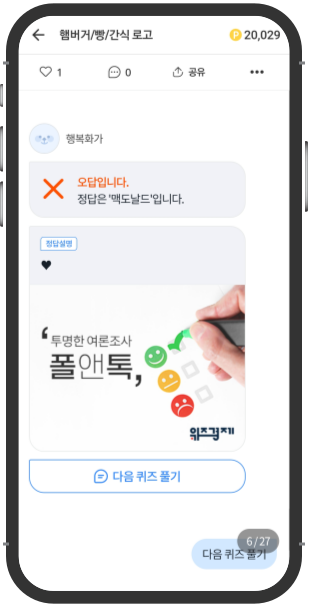 햄버거/빵/간식 로고
P 20,029
1
0
공유
행복화가
오답입니다.
정답은 '맥도날드'입니다.
정답설명
♥
‘투명한 여론조사
폴앤톡,
위즈경제
다음 퀴즈 풀기
6/27
다음 퀴즈 풀기